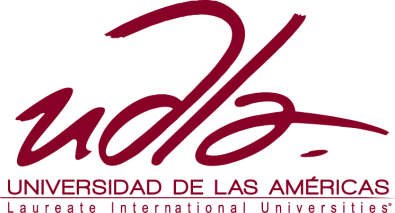 udla.
UNIVERSIDAD DE LAS AMÉRICAS
Laureate International Universities®